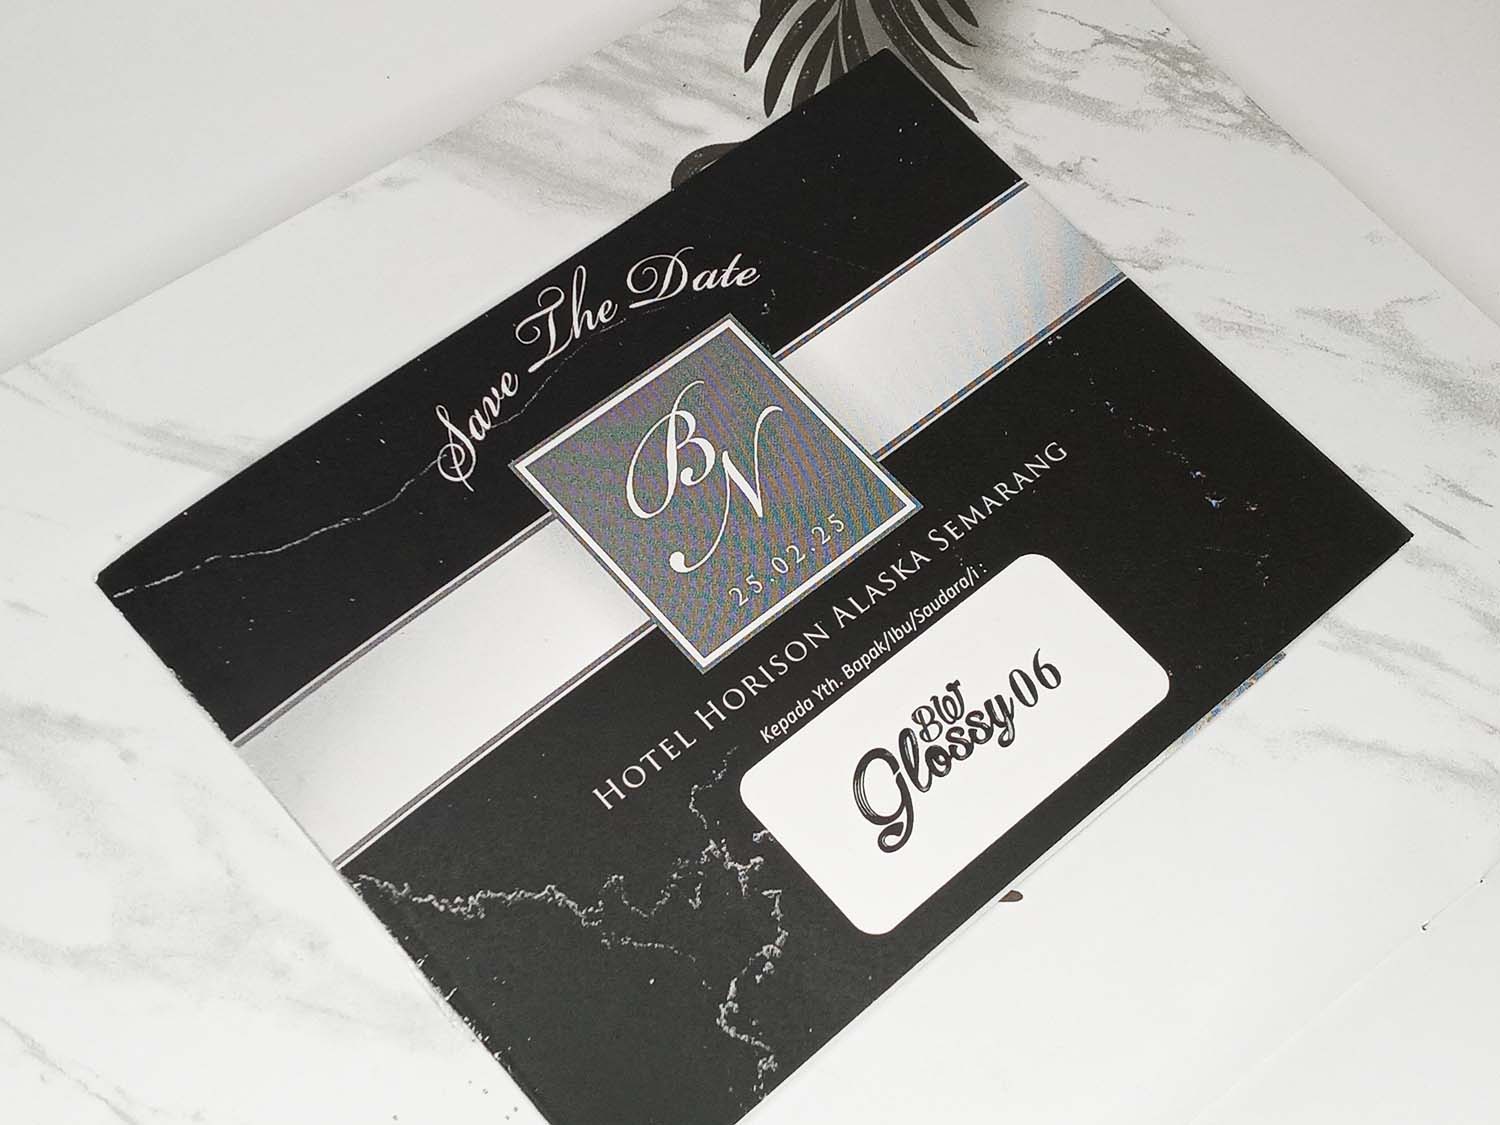 Save The Date
BN
25.02.25
HOTEL HORISON ALASKA SEMARANG
Kepada Yth. Bapak/Ibu/Saudara/i :
BW
Glossy 06